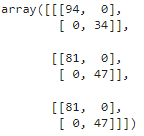 array([[[94,  0],
        [ 0, 34]],

       [[81,  0],
        [ 0, 47]],

       [[81,  0],
        [ 0, 47]]])